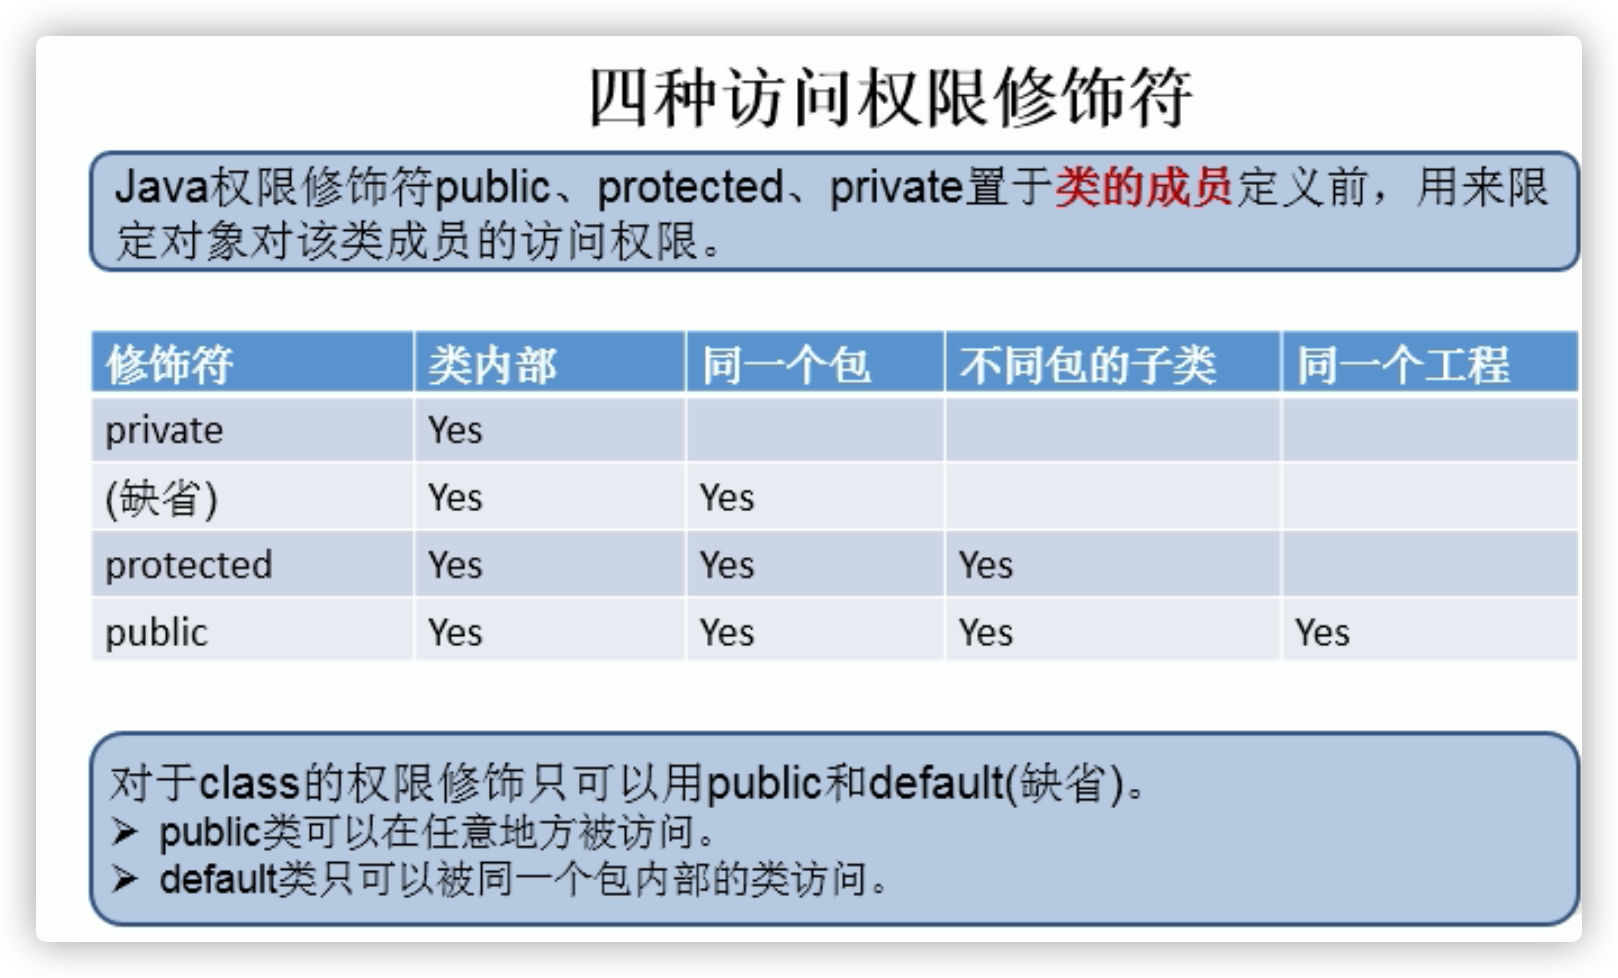 四种访问权限修饰符
Java权限修饰符public、protected、private置于类的成员定义前，用来限
定对象对该类成员的访问权限。
修饰符 类内部 同一个包 不同包的子类 同一个工程
private Yes
(缺省) Yes Yes
protected Yes Yes Yes
public Yes Yes Yes Yes
对于class的权限修饰只可以用public和default(缺省)。
➢ public类可以在任意地方被访问。
➢ default类只可以被同一个包内部的类访问。